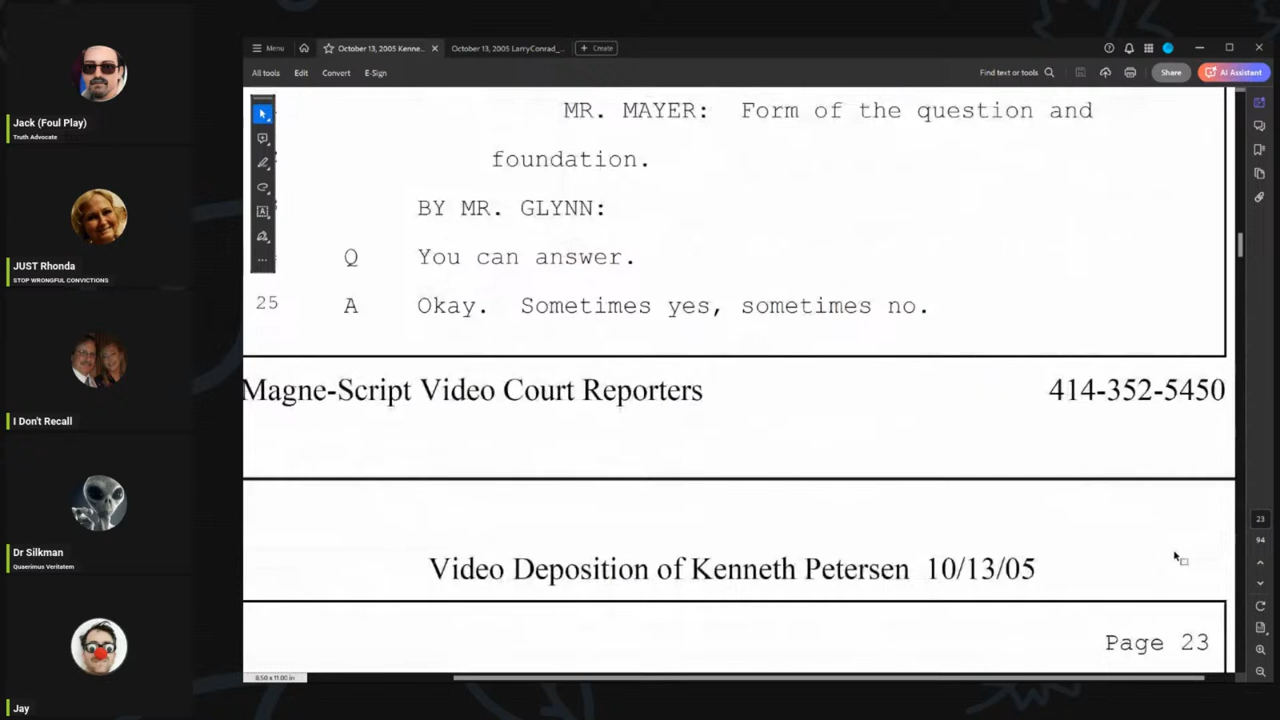 Jack (Foul Play)
Truth Advocate
JUST Rhonda
STOP WRONGFUL CONVICTIONS
I Don't Recall
Dr Silkman
Quaerimus Veritatem
Jay
Menu
October 13, 2005 Kenne...
October 13, 2005 LarryConrad_...
+ Create
All tools
Edit
Convert
E-Sign
Find text or tools
Share
AI Assistant
MR. MAYER: Form of the question and
foundation.
BY MR. GLYNN:
Q You can answer.
25 A Okay. Sometimes yes, sometimes no.
Magne-Script Video Court Reporters 414-352-5450
Video Deposition of Kenneth Petersen 10/13/05
Page 23
23
94
8.50 x 11.00 in